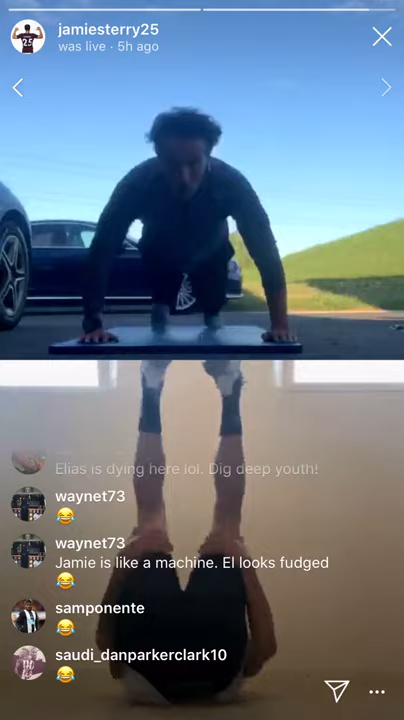 jamiesterry25
was live · 5h ago
Elias is dying here lol. Dig deep youth!
waynet73
😂
waynet73
Jamie is like a machine. El looks fudged
😂
samponente
😂
saudi_danparkerclark10
😂